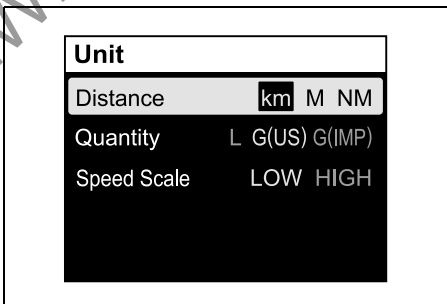 Unit
Distance km M NM
Quantity L G(US) G(IMP)
Speed Scale LOW HIGH